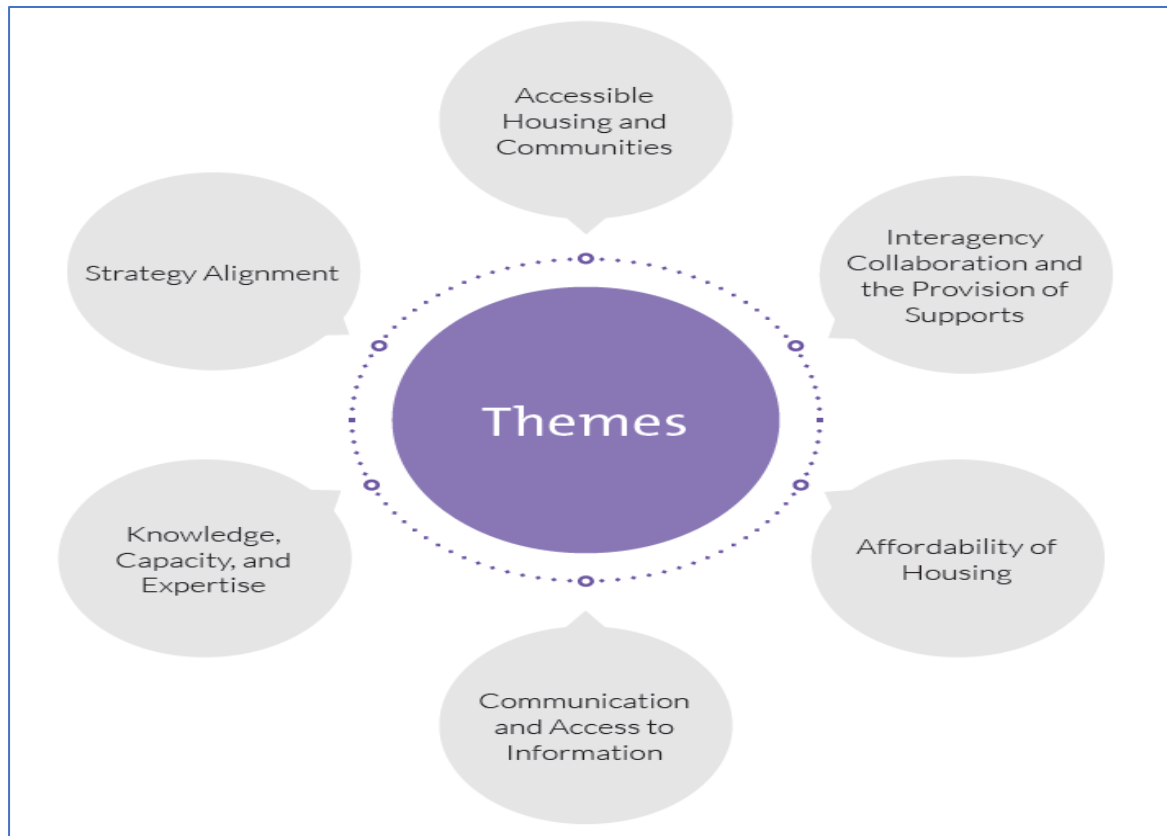 Accessible
Housing and
Communities
Interagency
Collaboration and
the Provision of
Supports
Affordability of
Housing
Communication
and Access to
Information
Knowledge,
Capacity, and
Expertise
Strategy Alignment
Themes